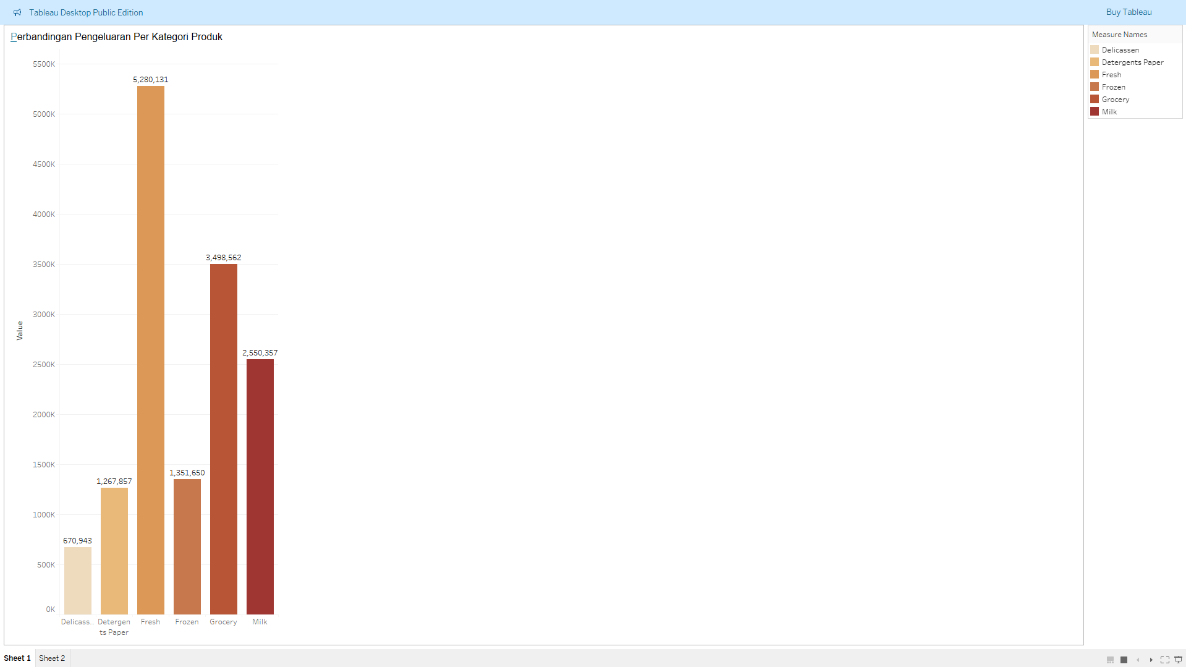 Tableau Desktop Public Edition
Buy Tableau
Perbandingan Pengeluaran Per Kategori Produk
Measure Names
Delicassen
Detergents Paper
Fresh
Frozen
Grocery
Milk
Value
5500K
5000K
4500K
4000K
3500K
3000K
2500K
2000K
1500K
1000K
500K
0K
670,943
1,267,857
5,280,131
1,351,650
3,498,562
2,550,357
Delicass..
Detergen
ts Paper
Fresh
Frozen
Grocery
Milk
Sheet 1
Sheet 2